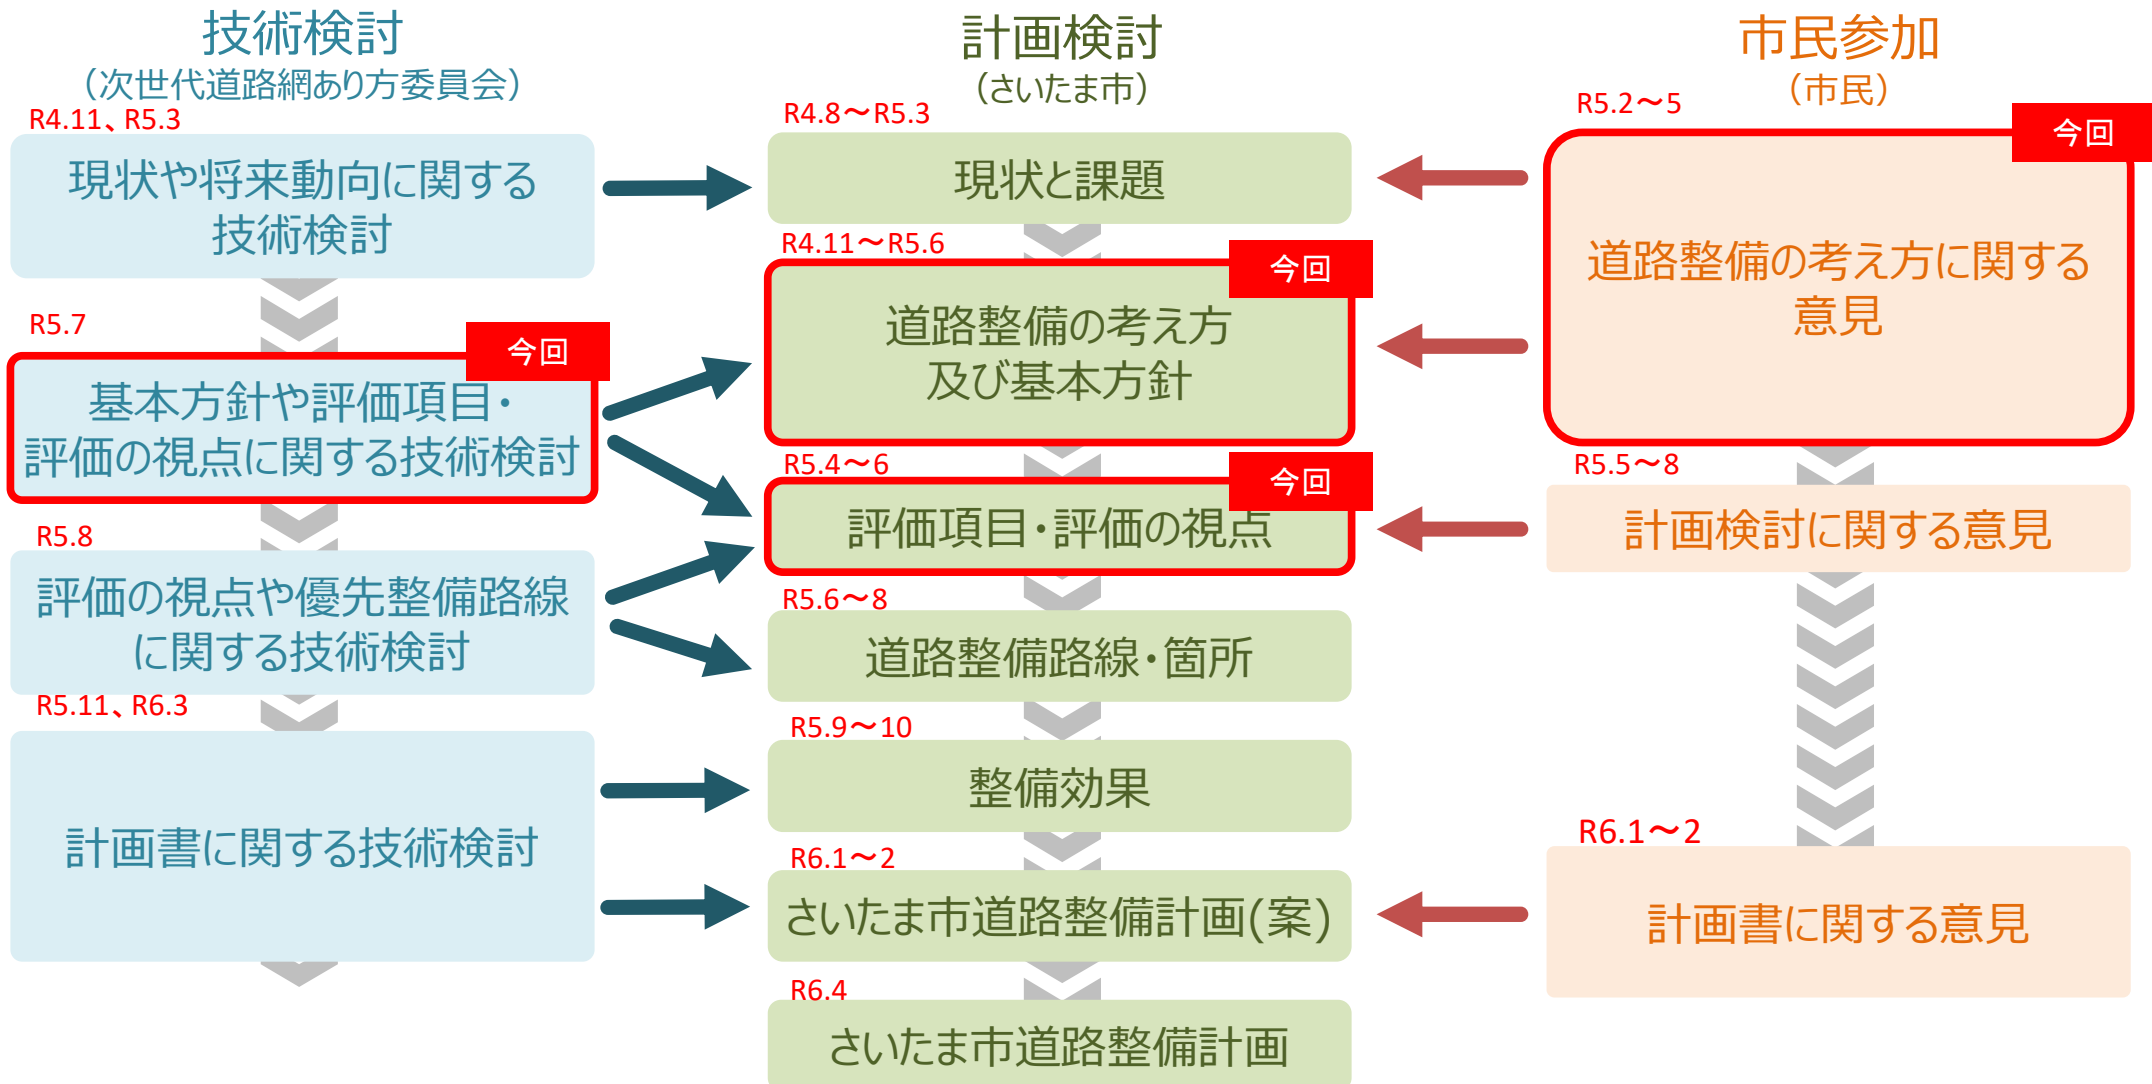 技術検討
（次世代道路網あり方委員会）
R4.11、R5.3
現状や将来動向に関する
技術検討
R5.7
今回
基本方針や評価項目・
評価の視点に関する技術検討
R5.8
評価の視点や優先整備路線
に関する技術検討
R5.11、R6.3
計画書に関する技術検討
計画検討
（さいたま市）
R4.8～R5.3
現状と課題
R4.11～R5.6
今回
道路整備の考え方
及び基本方針
R5.4～6
今回
評価項目・評価の視点
R5.6～8
道路整備路線・箇所
R5.9～10
整備効果
R6.1～2
さいたま市道路整備計画(案)
R6.4
さいたま市道路整備計画
市民参加
（市民）
R5.2～5
今回
道路整備の考え方に関する
意見
R5.5～8
計画検討に関する意見
R6.1～2
計画書に関する意見